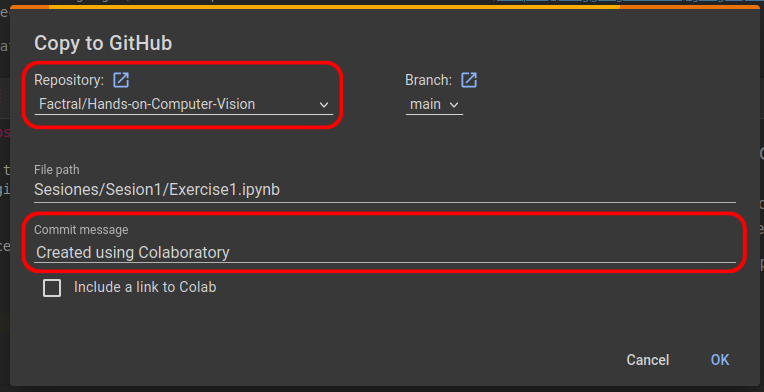 Copy to GitHub
Repository:
Branch:
Factral/Hands-on-Computer-Vision
main
File path
Sesiones/Sesion1/Exercise1.ipynb
Commit message
Created using Colaboratory
Include a link to Colab
Cancel
OK